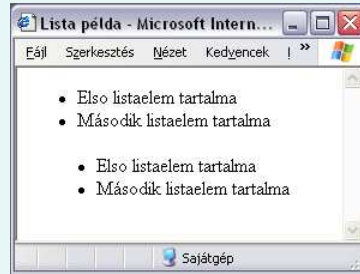 Lista példa - Microsoft Intern...
Fájl Szerkesztés Nézet Kedvencek »
• Elso listaelem tartalma
• Második listaelem tartalma
• Elso listaelem tartalma
• Második listaelem tartalma
Sajátgép